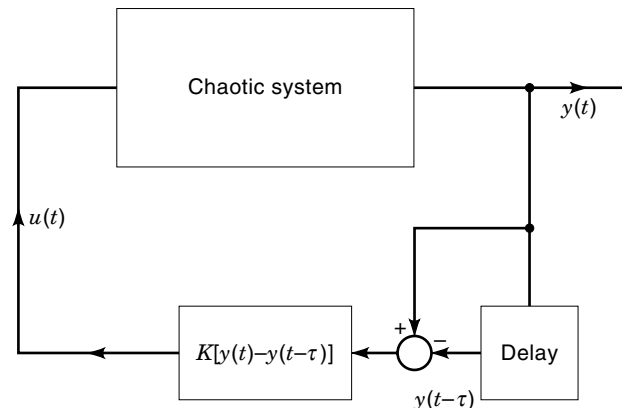 Chaotic system
y(t)
u(t)
+
−
K[y(t)−y(t−τ)]
Delay
y(t−τ)